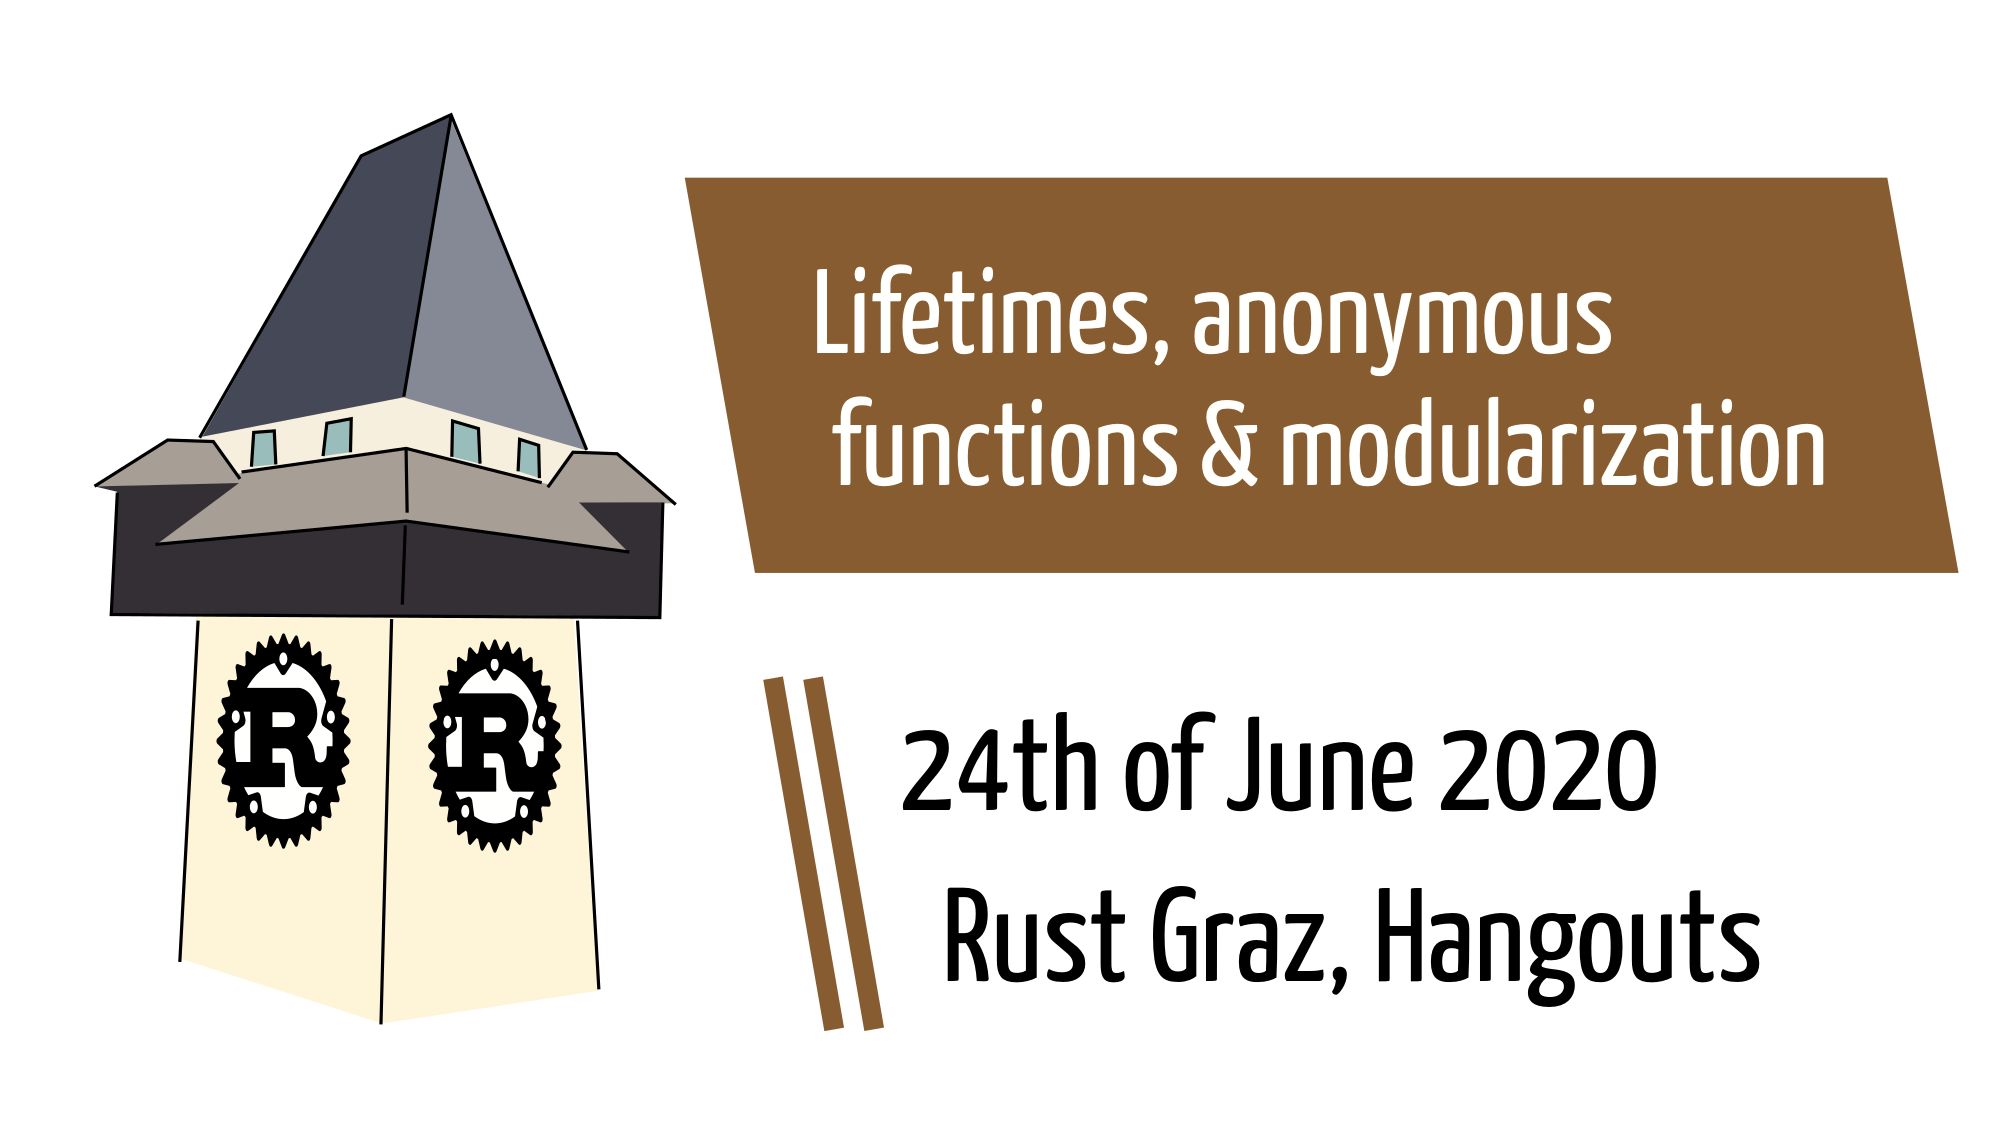 Lifetimes, anonymous
functions & modularization
R R
24th of June 2020
Rust Graz, Hangouts